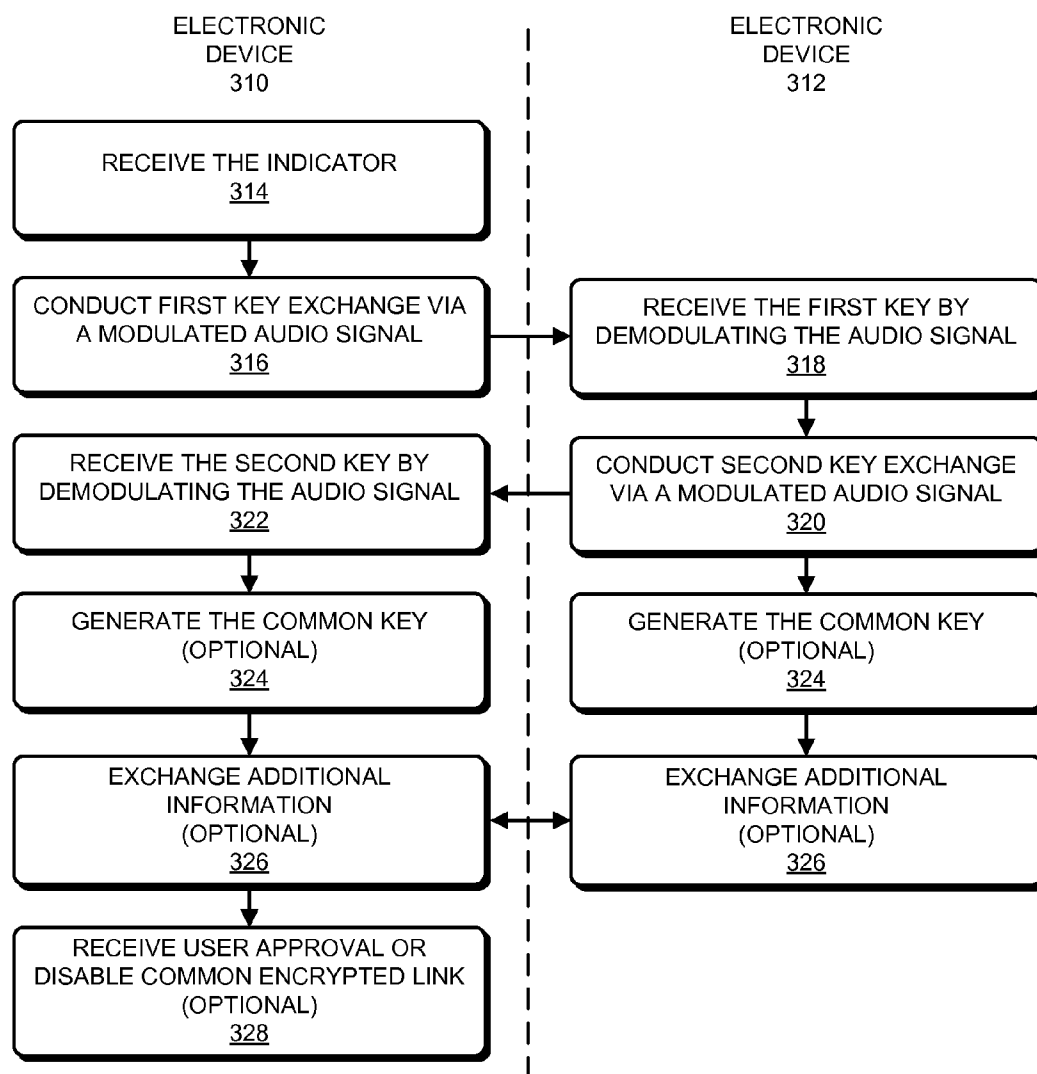 ELECTRONIC
DEVICE
310
ELECTRONIC
DEVICE
312
RECEIVE THE INDICATOR
314
CONDUCT FIRST KEY EXCHANGE VIA
A MODULATED AUDIO SIGNAL
316
RECEIVE THE FIRST KEY BY
DEMODULATING THE AUDIO SIGNAL
318
RECEIVE THE SECOND KEY BY
DEMODULATING THE AUDIO SIGNAL
322
CONDUCT SECOND KEY EXCHANGE
VIA A MODULATED AUDIO SIGNAL
320
GENERATE THE COMMON KEY
(OPTIONAL)
324
GENERATE THE COMMON KEY
(OPTIONAL)
324
EXCHANGE ADDITIONAL
INFORMATION
(OPTIONAL)
326
EXCHANGE ADDITIONAL
INFORMATION
(OPTIONAL)
326
RECEIVE USER APPROVAL OR
DISABLE COMMON ENCRYPTED LINK
(OPTIONAL)
328